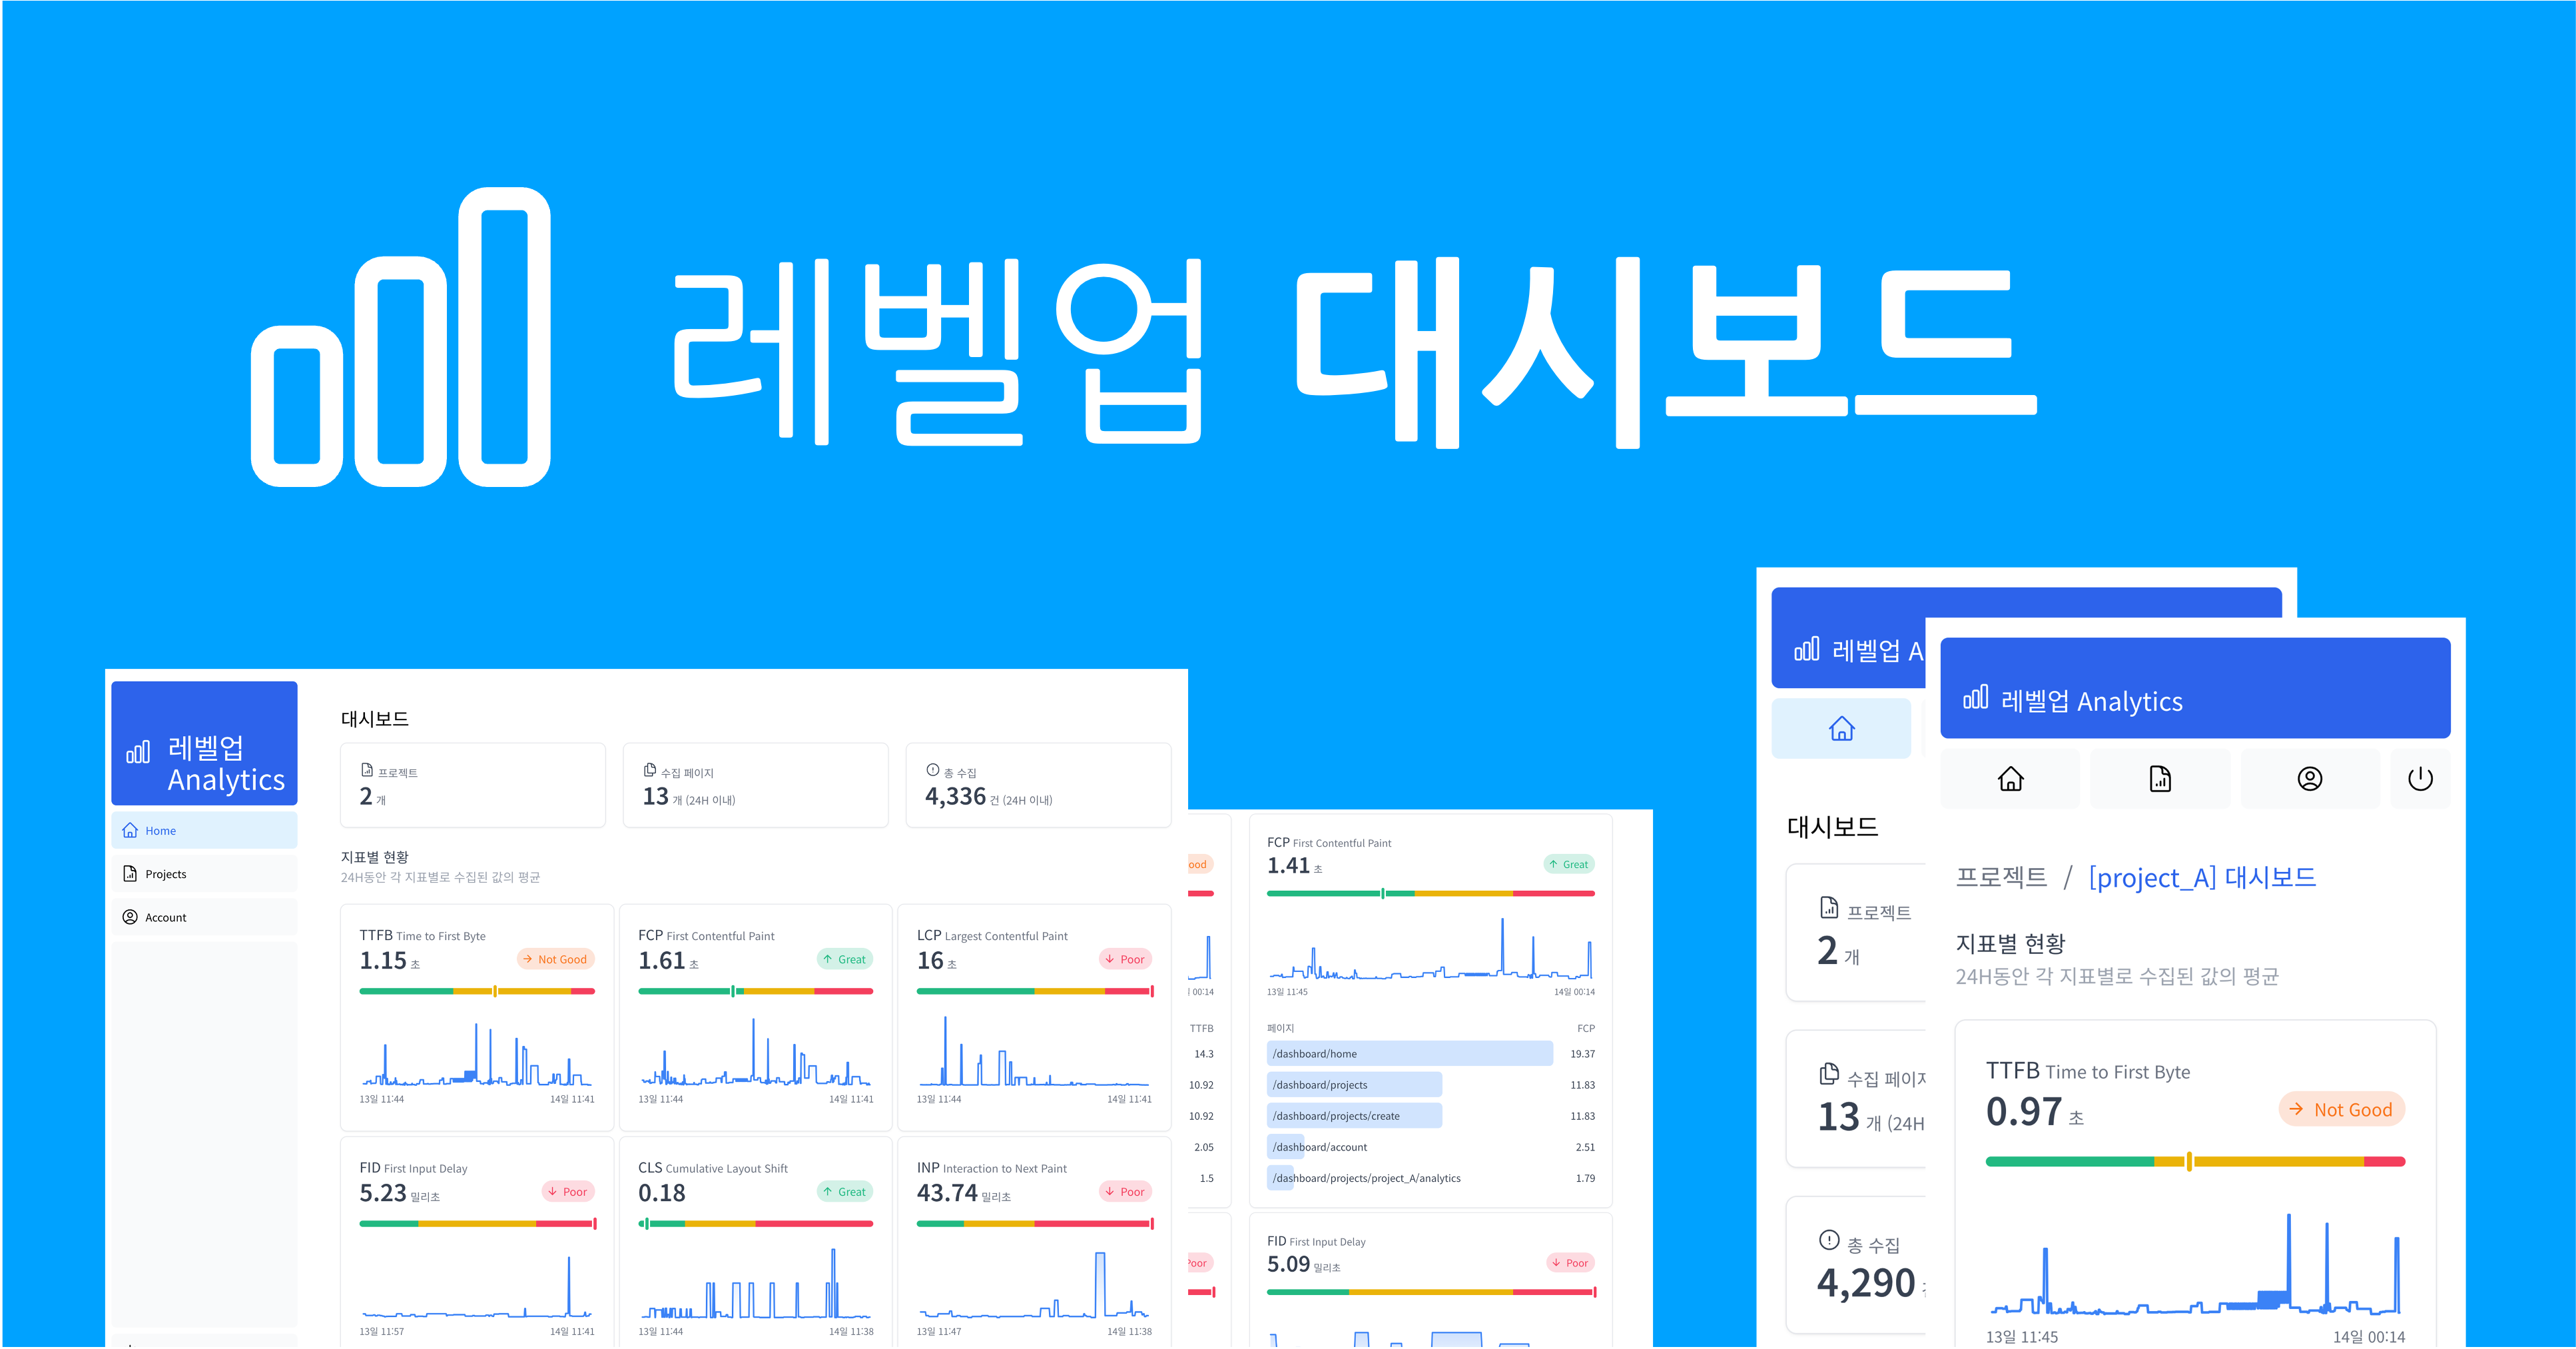 레벨업 대시보드
레벨업
Analytics
Home
Projects
Account
대시보드
프로젝트
2 개
수집 페이지
13 개 (24H 이내)
총 수집
4,336 건 (24H 이내)
지표별 현황
24H동안 각 지표별로 수집된 값의 평균
TTFB Time to First Byte
1.15 초
Not Good
13일 11:44
14일 11:41
FCP First Contentful Paint
1.61 초
Great
13일 11:44
14일 11:41
LCP Largest Contentful Paint
16 초
Poor
13일 11:44
14일 11:41
FID First Input Delay
5.23 밀리초
Poor
13일 11:57
14일 11:41
CLS Cumulative Layout Shift
0.18
Great
13일 11:44
14일 11:38
INP Interaction to Next Paint
43.74 밀리초
Poor
13일 11:47
14일 11:38
ood
00:14
TTFB
14.3
10.92
10.92
2.05
1.5
Poor
FCP First Contentful Paint
1.41 초
Great
13일 11:45
14일 00:14
페이지
FCP
/dashboard/home
19.37
/dashboard/projects
11.83
/dashboard/projects/create
11.83
/dashboard/account
2.51
/dashboard/projects/project_A/analytics
1.79
FID First Input Delay
5.09 밀리초
Poor
레벨업 A
대시보드
프로젝트
2 개
수집 페이지
13 개 (24H
총 수집
4,290
레벨업 Analytics
프로젝트 / [project_A] 대시보드
지표별 현황
24H동안 각 지표별로 수집된 값의 평균
TTFB Time to First Byte
0.97 초
Not Good
13일 11:45
14일 00:14